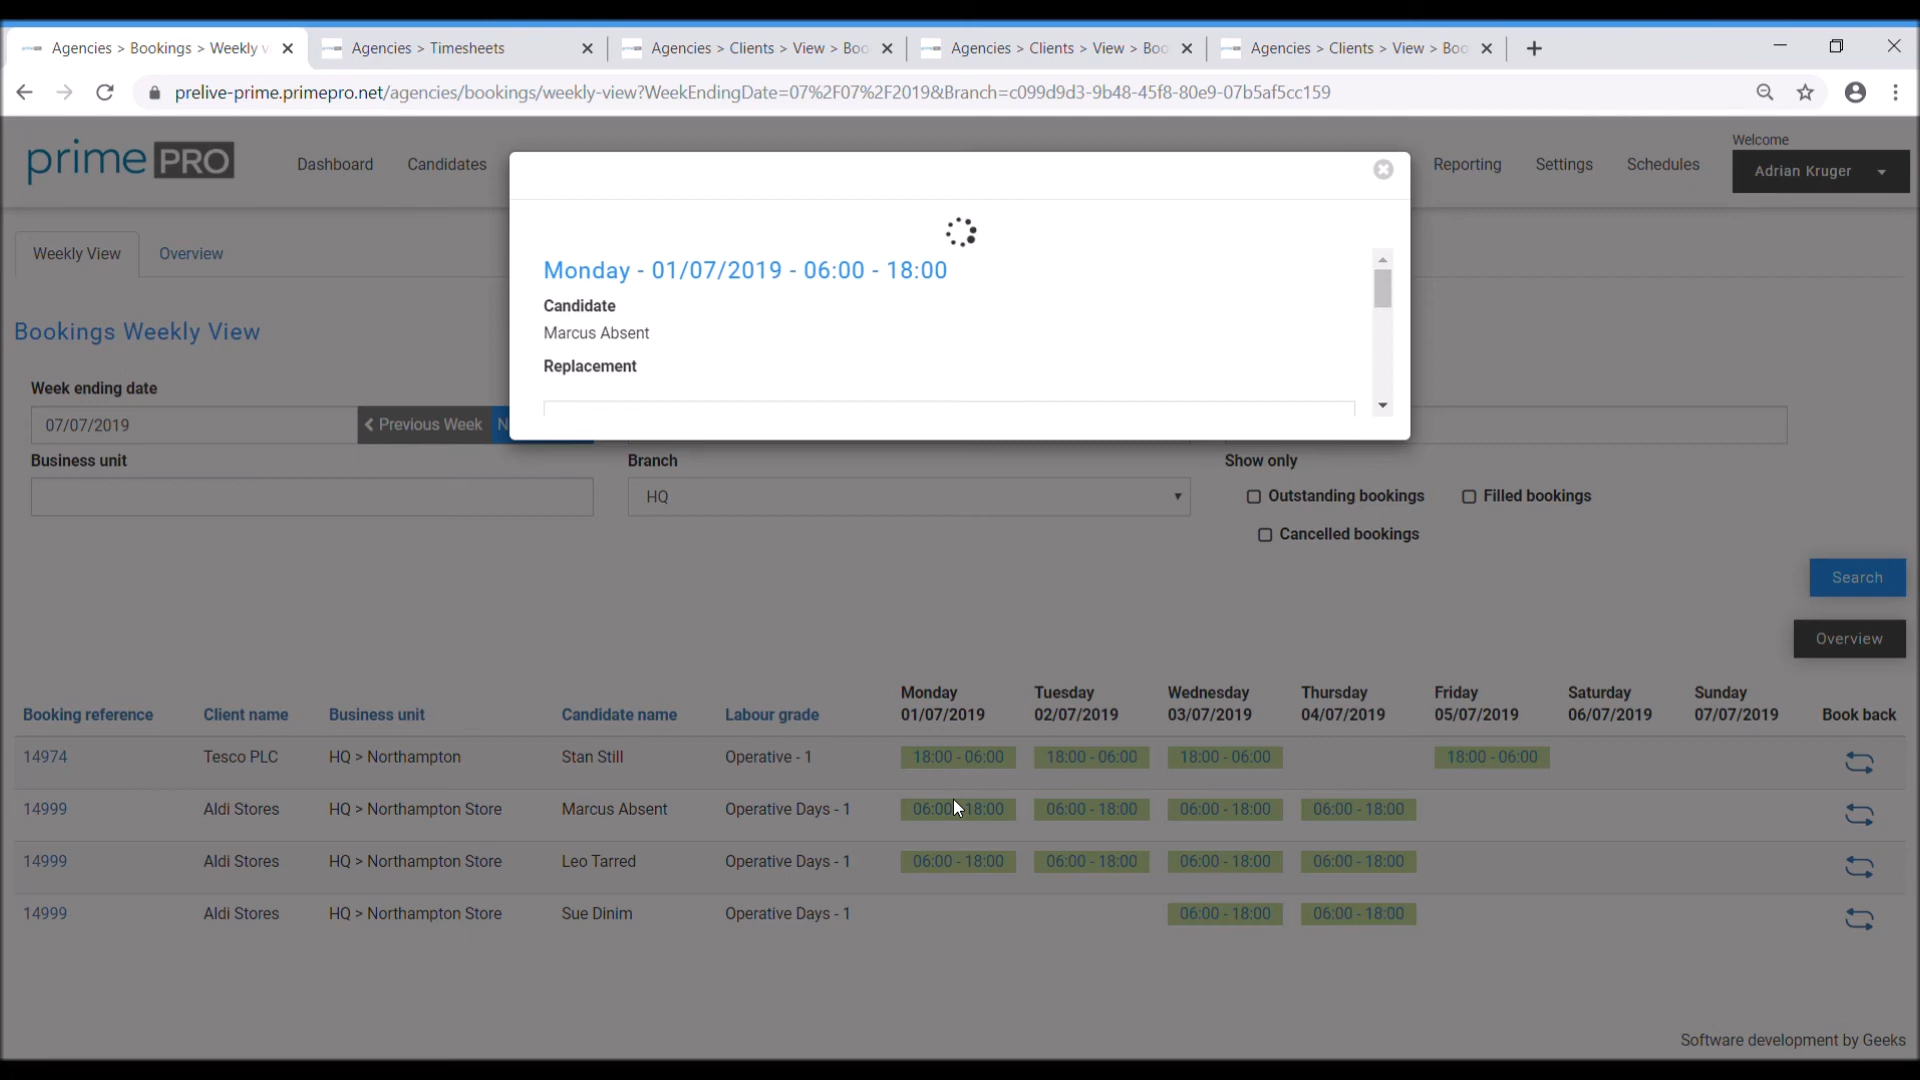 Agencies > Bookings > Weekly v
Agencies > Timesheets
Agencies > Clients > View > Boo
Agencies > Clients > View > Boo
Agencies > Clients > View > Boo
prelive-prime.primepro.net/agencies/bookings/weekly-view?WeekEndingDate=07%2F07%2F2019&Branch=c099d9d3-9b48-45f8-80e9-07b5af5cc159
prime PRO
Dashboard
Candidates
Reporting
Settings
Schedules
Welcome
Adrian Kruger
Weekly View
Overview
Monday - 01/07/2019 - 06:00 - 18:00
Candidate
Marcus Absent
Replacement
Bookings Weekly View
Week ending date
07/07/2019
Previous Week
N
Business unit
Branch
HQ
Show only
Outstanding bookings
Filled bookings
Cancelled bookings
Search
Overview
Booking reference Client name Business unit Candidate name Labour grade Monday 01/07/2019 Tuesday 02/07/2019 Wednesday 03/07/2019 Thursday 04/07/2019 Friday 05/07/2019 Saturday 06/07/2019 Sunday 07/07/2019 Book back
14974 Tesco PLC HQ > Northampton Stan Still Operative - 1 18:00 - 06:00 18:00 - 06:00 18:00 - 06:00 18:00 - 06:00
14999 Aldi Stores HQ > Northampton Store Marcus Absent Operative Days - 1 06:00 - 18:00 06:00 - 18:00 06:00 - 18:00 06:00 - 18:00
14999 Aldi Stores HQ > Northampton Store Leo Tarred Operative Days - 1 06:00 - 18:00 06:00 - 18:00 06:00 - 18:00 06:00 - 18:00
14999 Aldi Stores HQ > Northampton Store Sue Dinim Operative Days - 1 06:00 - 18:00 06:00 - 18:00
Software development by Geeks